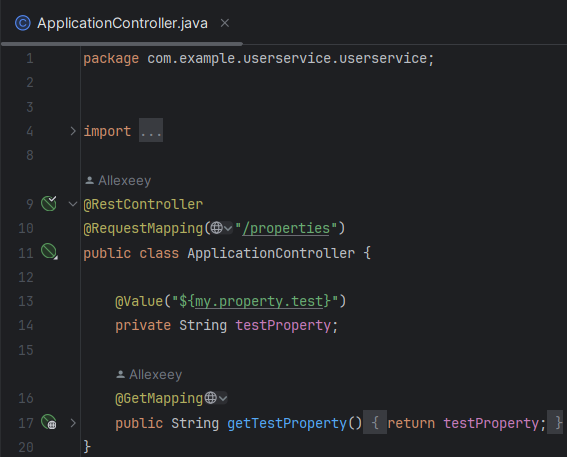 ApplicationController.java
1 package com.example.userservice.userservice;
2
3
4 import ...
8
Allexeey
9 @RestController
10 @RequestMapping("/properties")
11 public class ApplicationController {
12
13 @Value("${my.property.test}")
14 private String testProperty;
15
Allexeey
16 @GetMapping
17 public String getTestProperty() { return testProperty; }
20 }